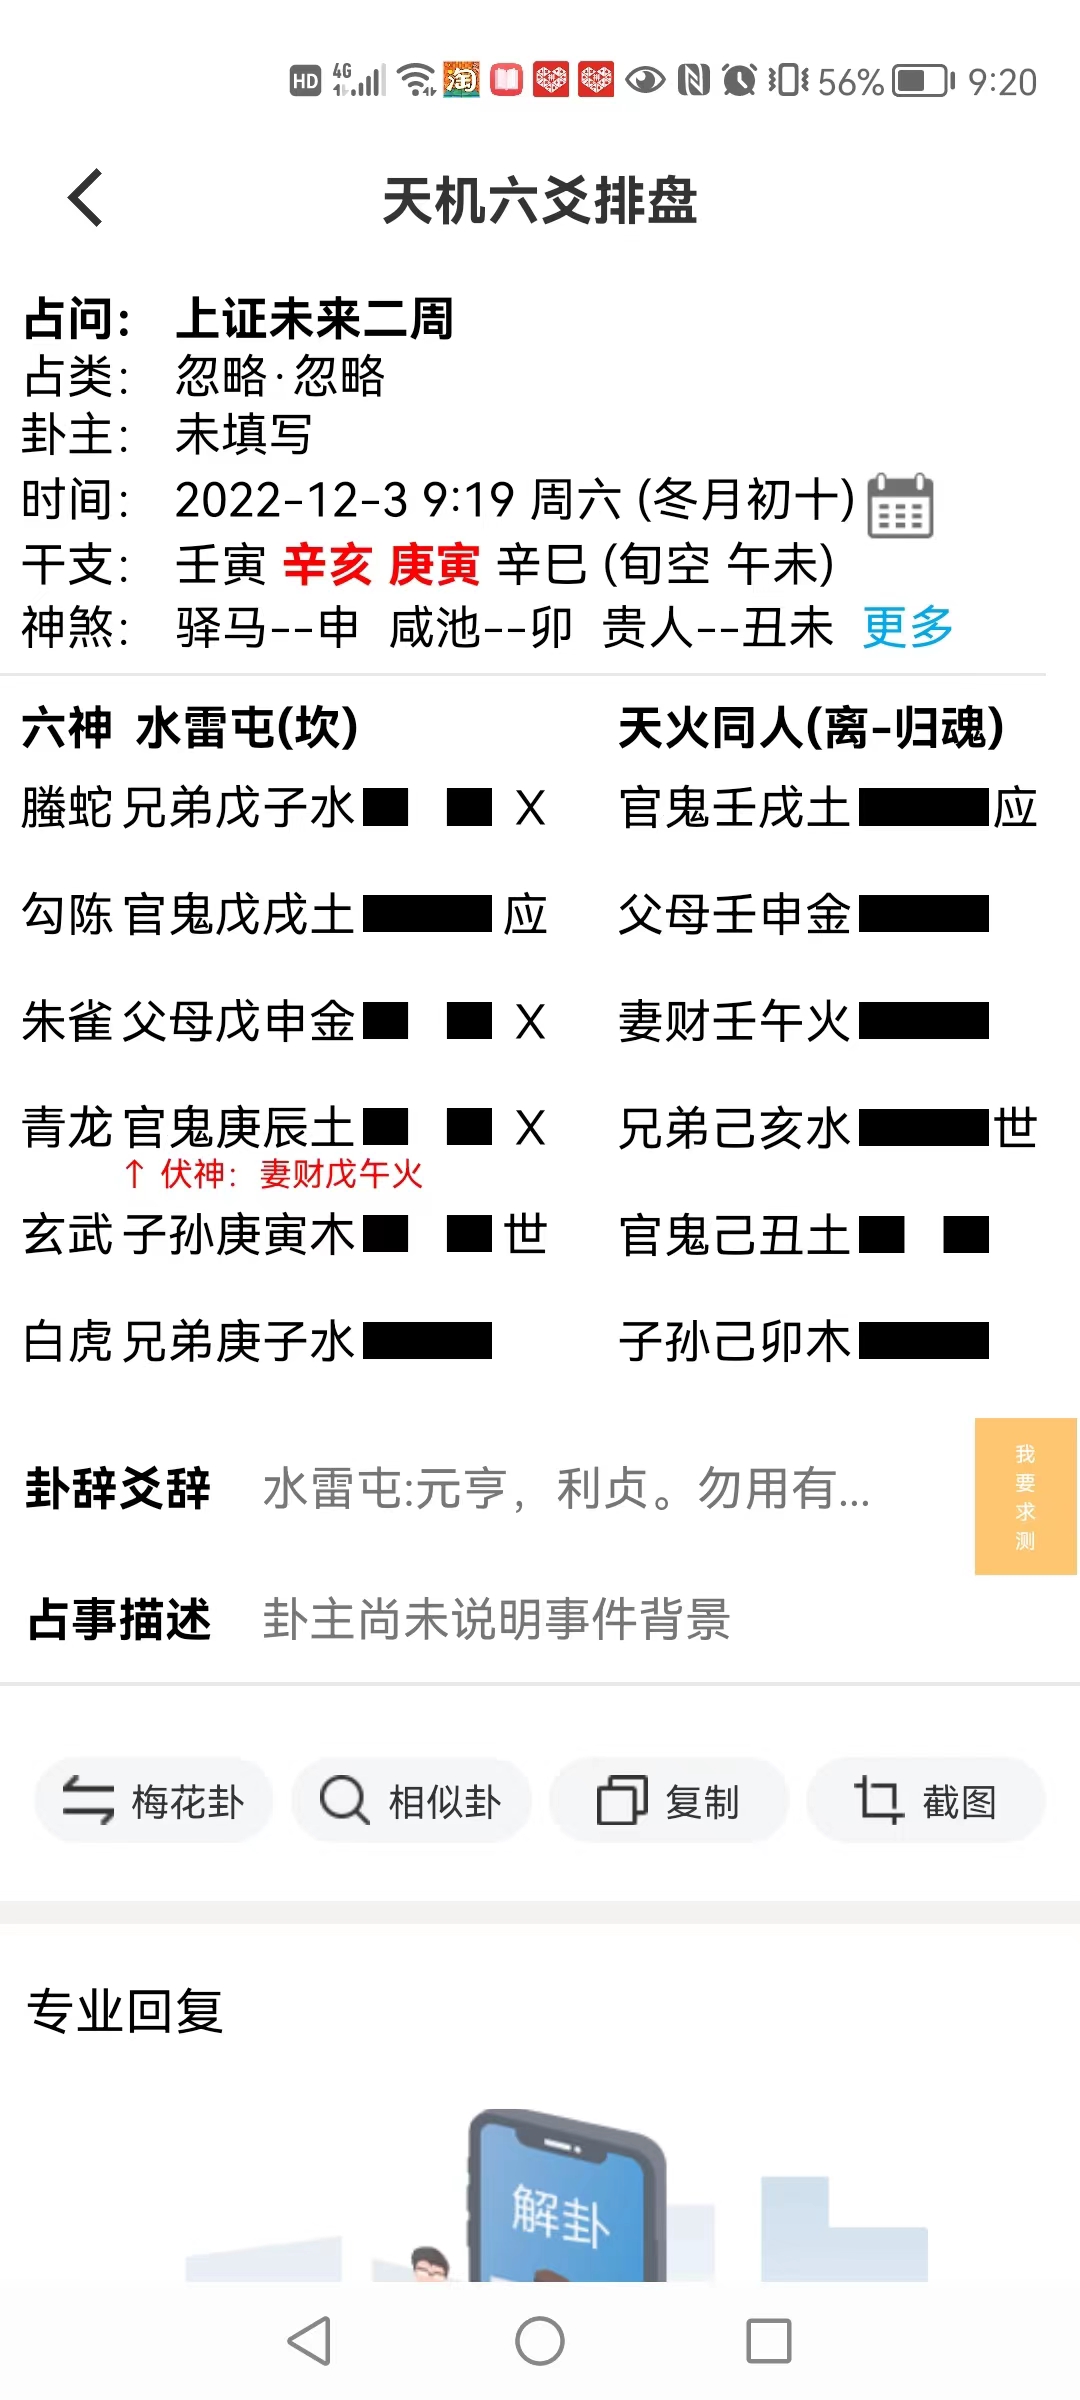 HD 4G 淘 56% 9:20
天机六爻排盘
占问： 上证未来二周
占类： 忽略·忽略
卦主： 未填写
时间： 2022-12-3 9:19 周六 (冬月初十)
干支： 壬寅 辛亥 庚寅 辛巳 (旬空 午未)
神煞： 驿马--申 咸池--卯 贵人--丑未 更多
六神 水雷屯(坎) 天火同人(离-归魂)
螣蛇 兄弟戊子水 X 官鬼壬戌土 应
勾陈 官鬼戊戌土 应 父母壬申金
朱雀 父母戊申金 X 妻财壬午火
青龙 官鬼庚辰土 X 兄弟己亥水 世
↑ 伏神：妻财戊午火
玄武 子孙庚寅木 世 官鬼己丑土
白虎 兄弟庚子水 子孙己卯木
我要求测
卦辞爻辞 水雷屯:元亨，利贞。勿用有...
占事描述 卦主尚未说明事件背景
梅花卦 相似卦 复制 截图
专业回复
解卦